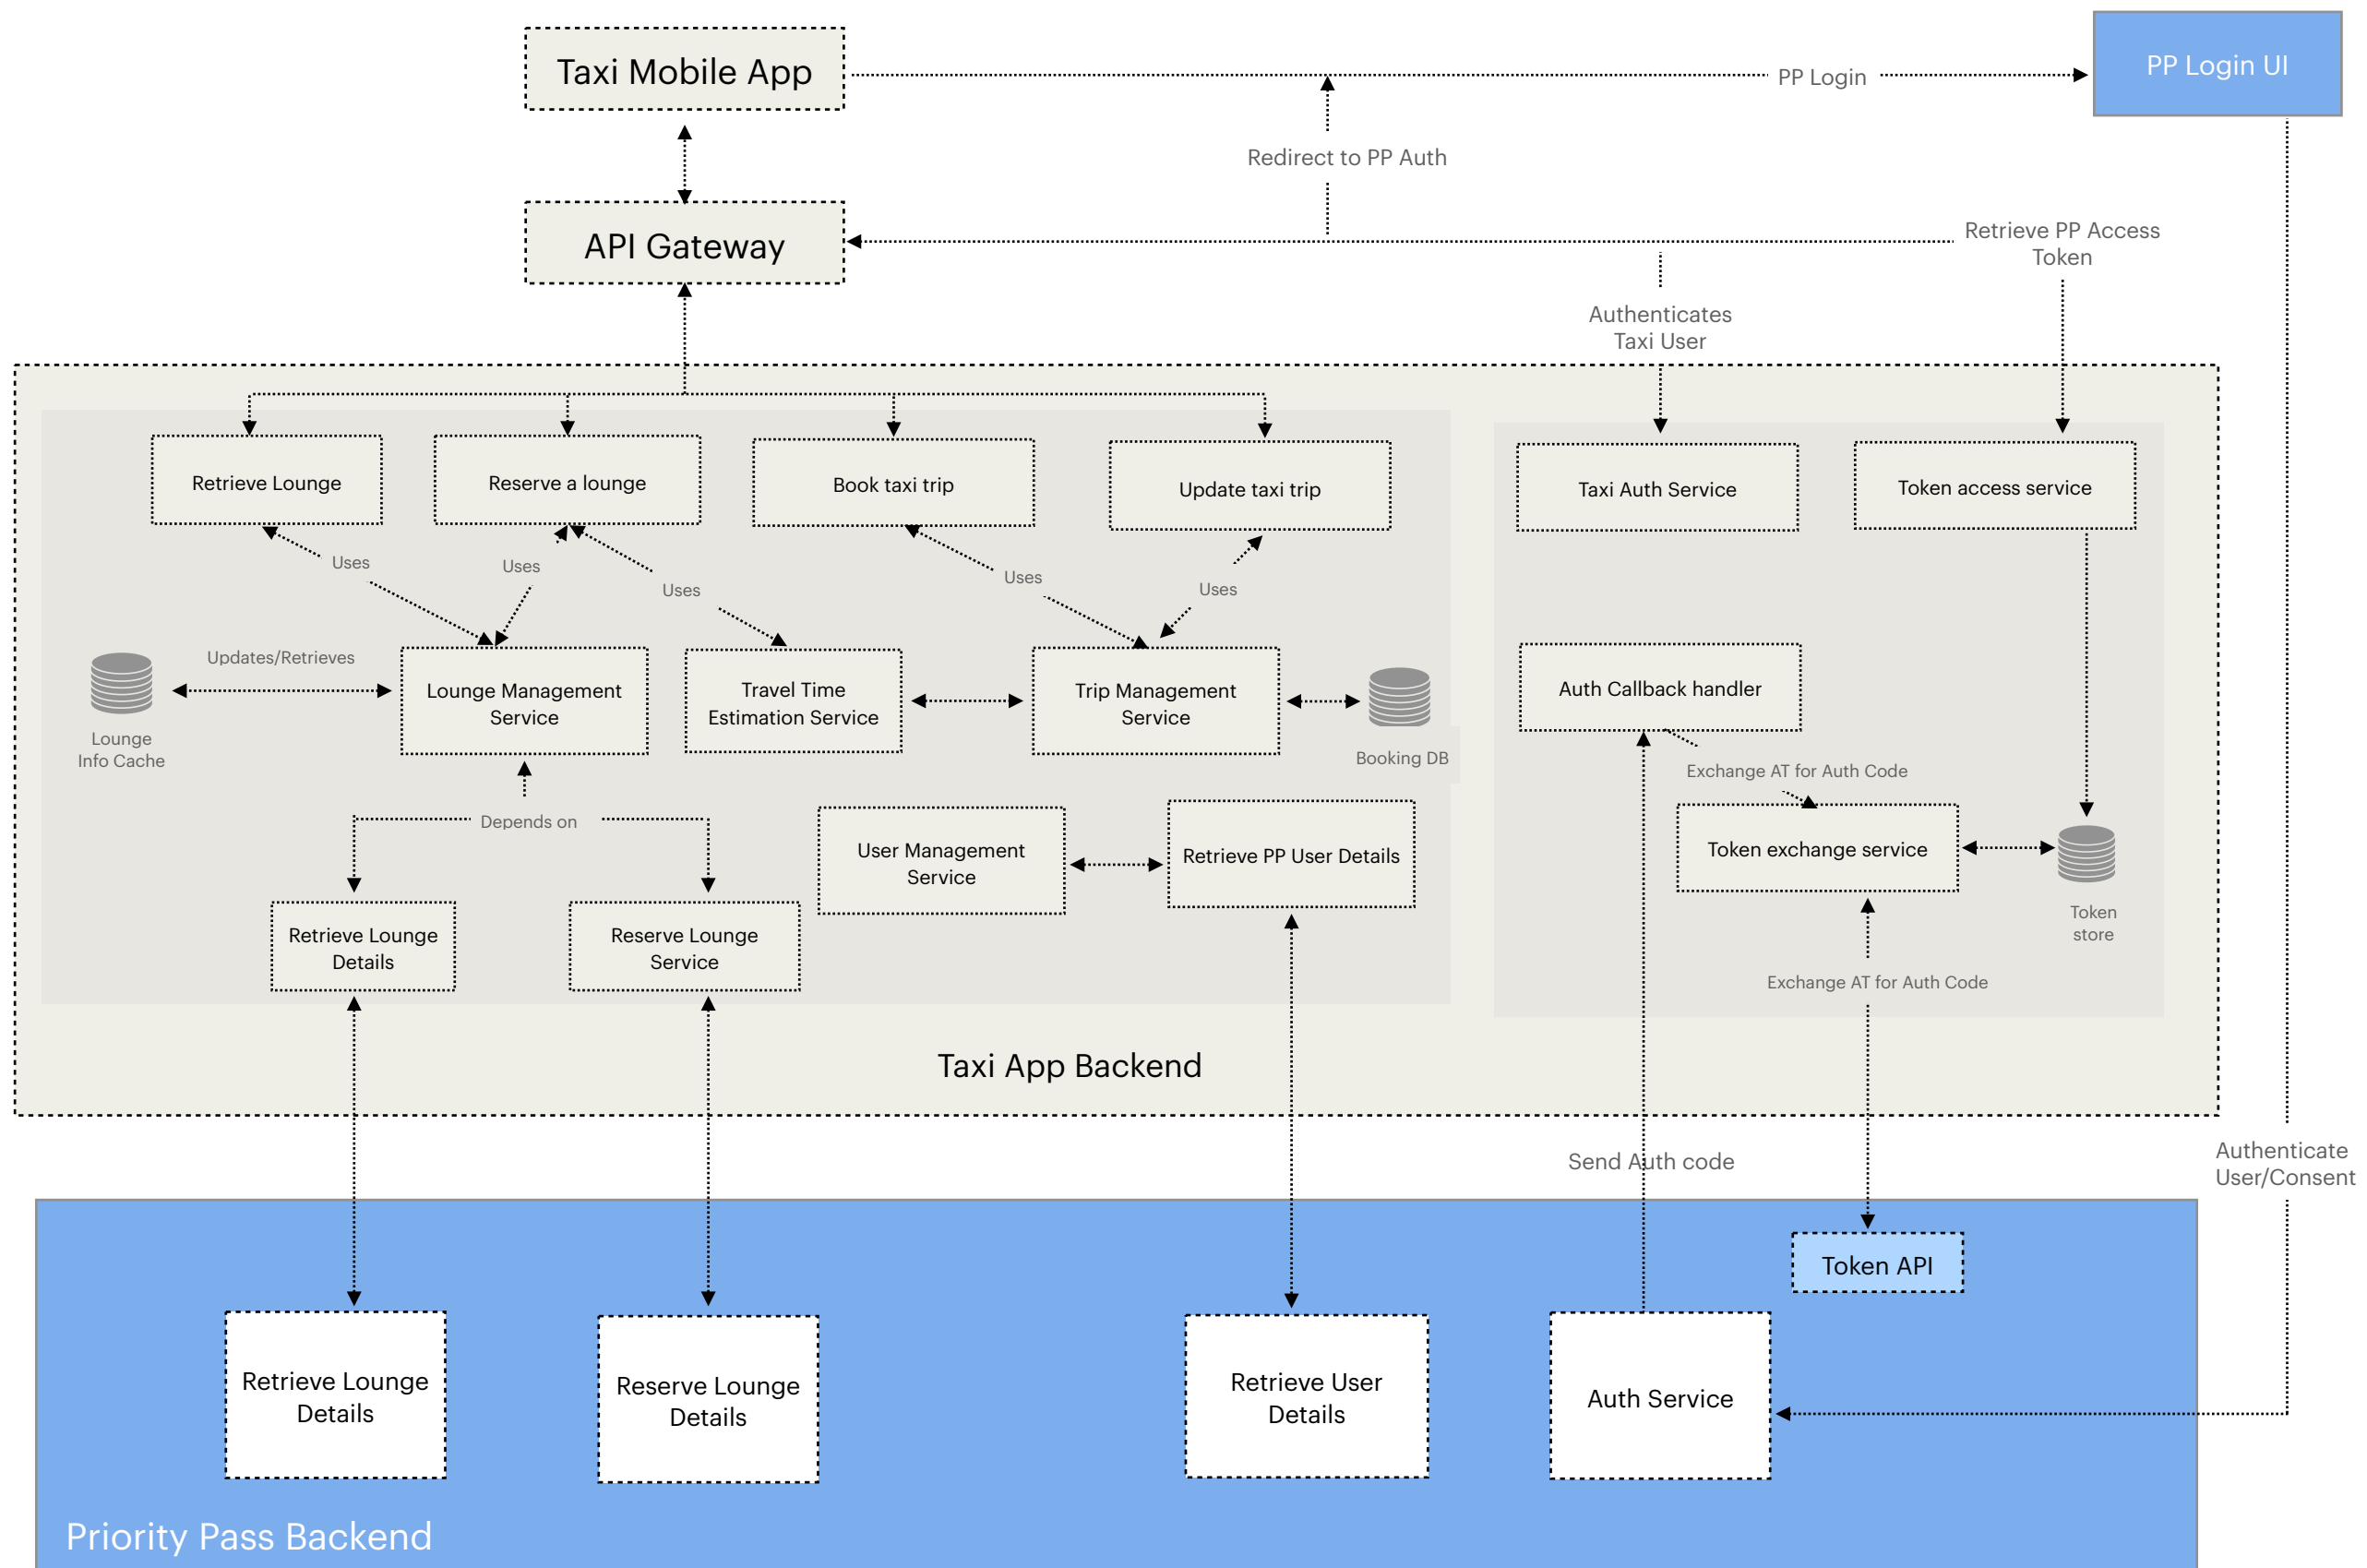 Taxi Mobile App
PP Login
PP Login UI
Redirect to PP Auth
API Gateway
Retrieve PP Access
Token
Authenticates
Taxi User
Retrieve Lounge
Reserve a lounge
Book taxi trip
Update taxi trip
Taxi Auth Service
Token access service
Uses
Uses
Uses
Uses
Uses
Updates/Retrieves
Lounge
Info Cache
Lounge Management
Service
Travel Time
Estimation Service
Trip Management
Service
Booking DB
Auth Callback handler
Exchange AT for Auth Code
Depends on
User Management
Service
Retrieve PP User Details
Token exchange service
Token
store
Retrieve Lounge
Details
Reserve Lounge
Service
Exchange AT for Auth Code
Taxi App Backend
Send Auth code
Authenticate
User/Consent
Token API
Retrieve Lounge
Details
Reserve Lounge
Details
Retrieve User
Details
Auth Service
Priority Pass Backend